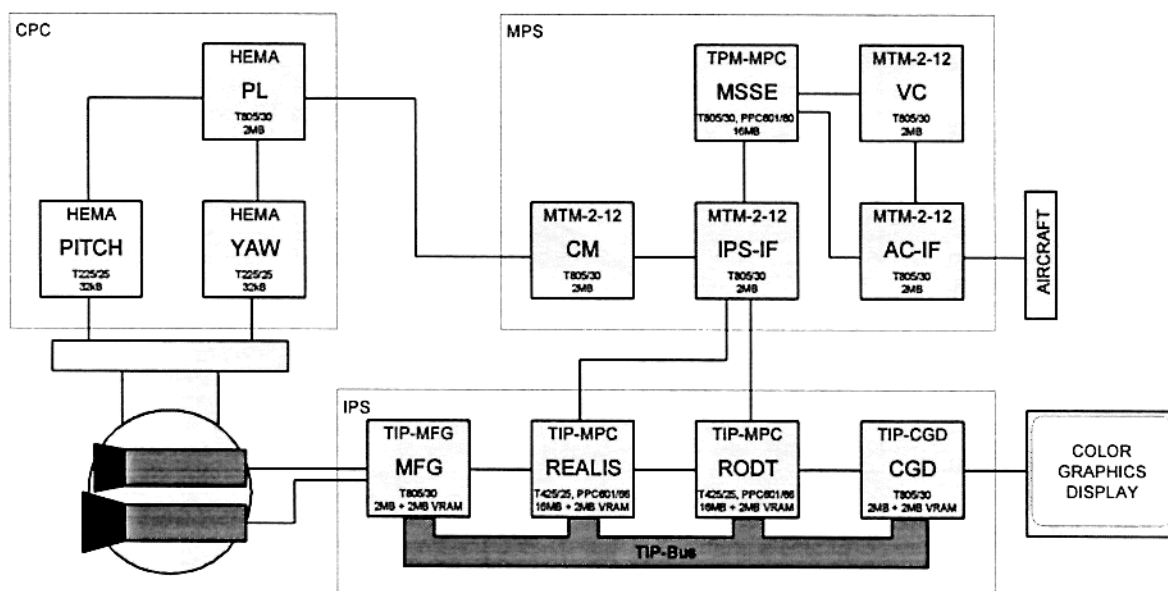 CPC
HEMA
PL
T805/30
2MB
HEMA
PITCH
T225/25
32kB
HEMA
YAW
T225/25
32kB
MPS
TPM-MPC
MSSE
T805/30, PPC601/80
16MB
MTM-2-12
VC
T805/30
2MB
MTM-2-12
CM
T805/30
2MB
MTM-2-12
IPS-IF
T805/30
2MB
MTM-2-12
AC-IF
T805/30
2MB
AIRCRAFT
IPS
TIP-MFG
MFG
T805/30
2MB + 2MB VRAM
TIP-MPC
REALIS
T425/25, PPC601/66
16MB + 2MB VRAM
TIP-MPC
RODT
T425/25, PPC601/66
16MB + 2MB VRAM
TIP-CGD
CGD
T805/30
2MB + 2MB VRAM
TIP-Bus
COLOR
GRAPHICS
DISPLAY